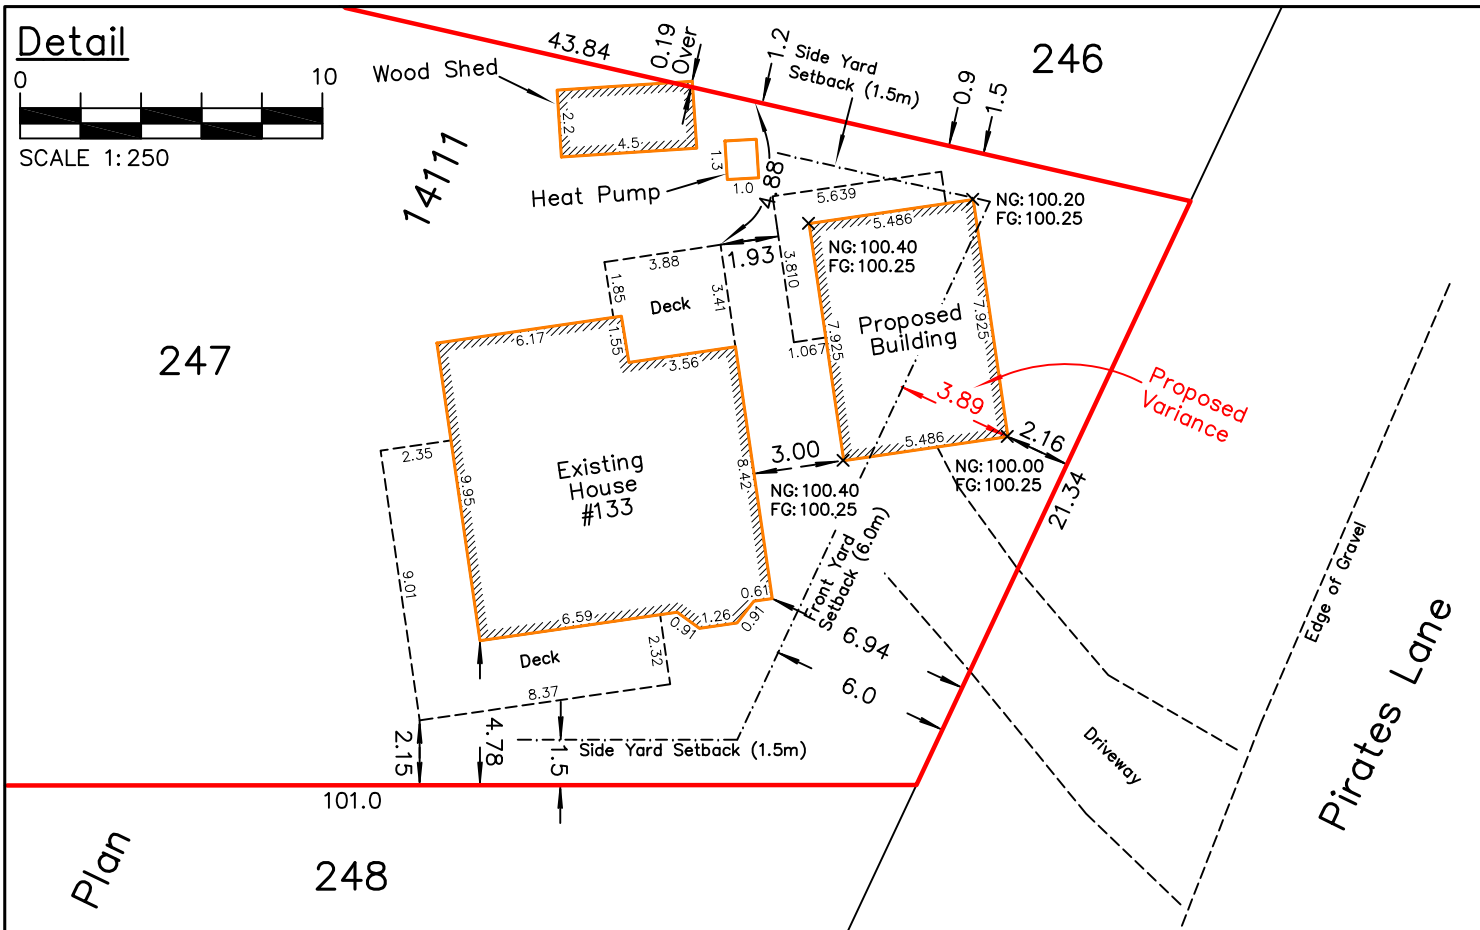 Detail
0 10
SCALE 1:250
Wood Shed
43.84
0.19
Over
1.2
Side Yard
Setback (1.5m)
246
0.9
1.5
2.2
4.5
14111
Heat Pump
1.3
1.0
4.88
5.639
5.486
NG:100.20
FG:100.25
NG:100.40
FG:100.25
1.93
3.810
3.88
1.85
Deck
3.41
7.925
Proposed
Building
7.925
1.067
247
6.17
1.55
3.56
Proposed
Variance
3.89
2.16
21.34
5.486
3.00
NG:100.00
FG:100.25
NG:100.40
FG:100.25
2.35
9.95
Existing
House
#133
8.42
Front Yard
Setback (6.0m)
Edge of Gravel
9.01
6.59
0.91
1.26
0.91
0.61
2.32
Deck
8.37
6.94
6.0
2.15
4.78
1.5
Side Yard Setback (1.5m)
Driveway
Pirates Lane
101.0
Plan
248